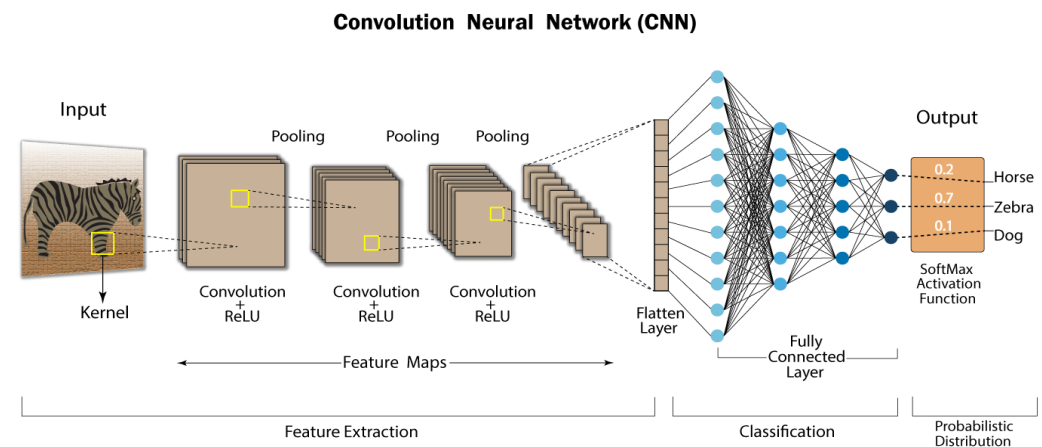 Convolution Neural Network (CNN)
Input
Kernel
Pooling
Pooling
Pooling
Convolution
+
ReLU
Convolution
+
ReLU
Convolution
+
ReLU
Feature Maps
Flatten
Layer
Fully
Connected
Layer
Output
0.2
Horse
0.7
Zebra
0.1
Dog
SoftMax
Activation
Function
Feature Extraction
Classification
Probabilistic
Distribution